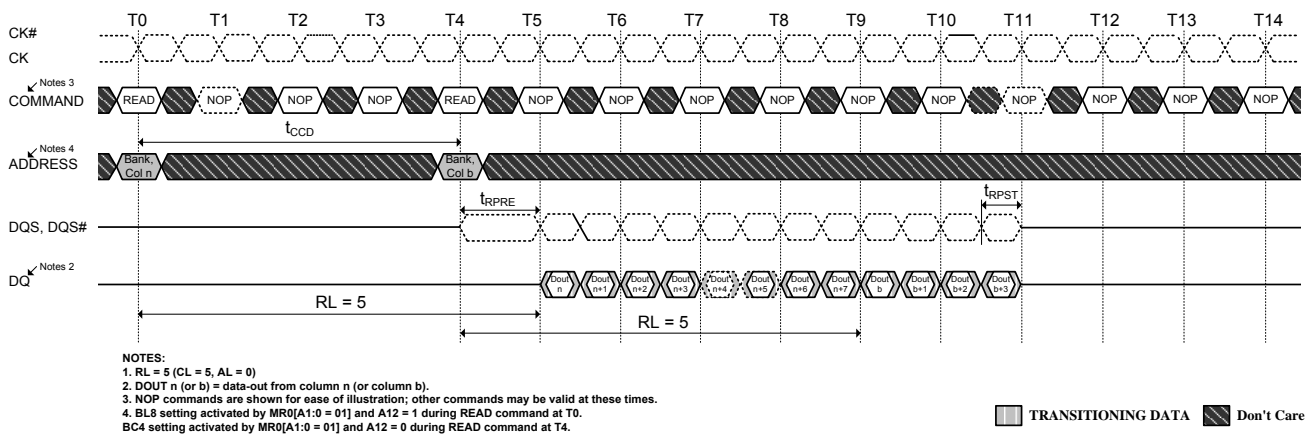 T0 T1 T2 T3 T4 T5 T6 T7 T8 T9 T10 T11 T12 T13 T14
CK#
CK
Notes 3
COMMAND READ NOP NOP NOP READ NOP NOP NOP NOP NOP NOP NOP NOP NOP NOP
tCCD
Notes 4
ADDRESS Bank, Col n Bank, Col b
tRPRE tRPST
DQS, DQS#
Notes 2
DQ Dout n Dout n+1 Dout n+2 Dout n+3 Dout n+4 Dout n+5 Dout n+6 Dout n+7 Dout b Dout b+1 Dout b+2 Dout b+3
RL = 5
RL = 5
NOTES:
1. RL = 5 (CL = 5, AL = 0)
2. DOUT n (or b) = data-out from column n (or column b).
3. NOP commands are shown for ease of illustration; other commands may be valid at these times.
4. BL8 setting activated by MR0[A1:0 = 01] and A12 = 1 during READ command at T0.
BC4 setting activated by MR0[A1:0 = 01] and A12 = 0 during READ command at T4.
TRANSITIONING DATA Don't Care